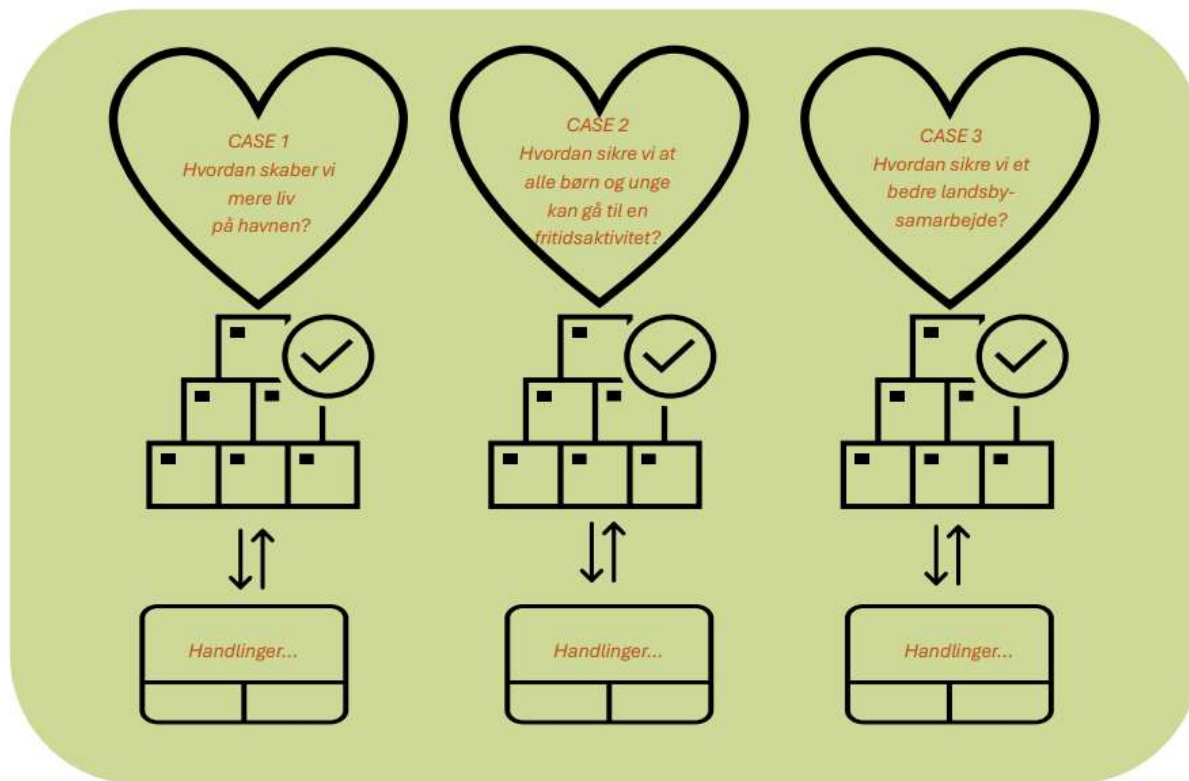 CASE 1
Hvordan skaber vi
mere liv
på havnen?
CASE 2
Hvordan sikre vi at
alle børn og unge
kan gå til en
fritidsaktivitet?
CASE 3
Hvordan sikre vi et
bedre landsby-
samarbejde?
Handlinger...
Handlinger...
Handlinger...